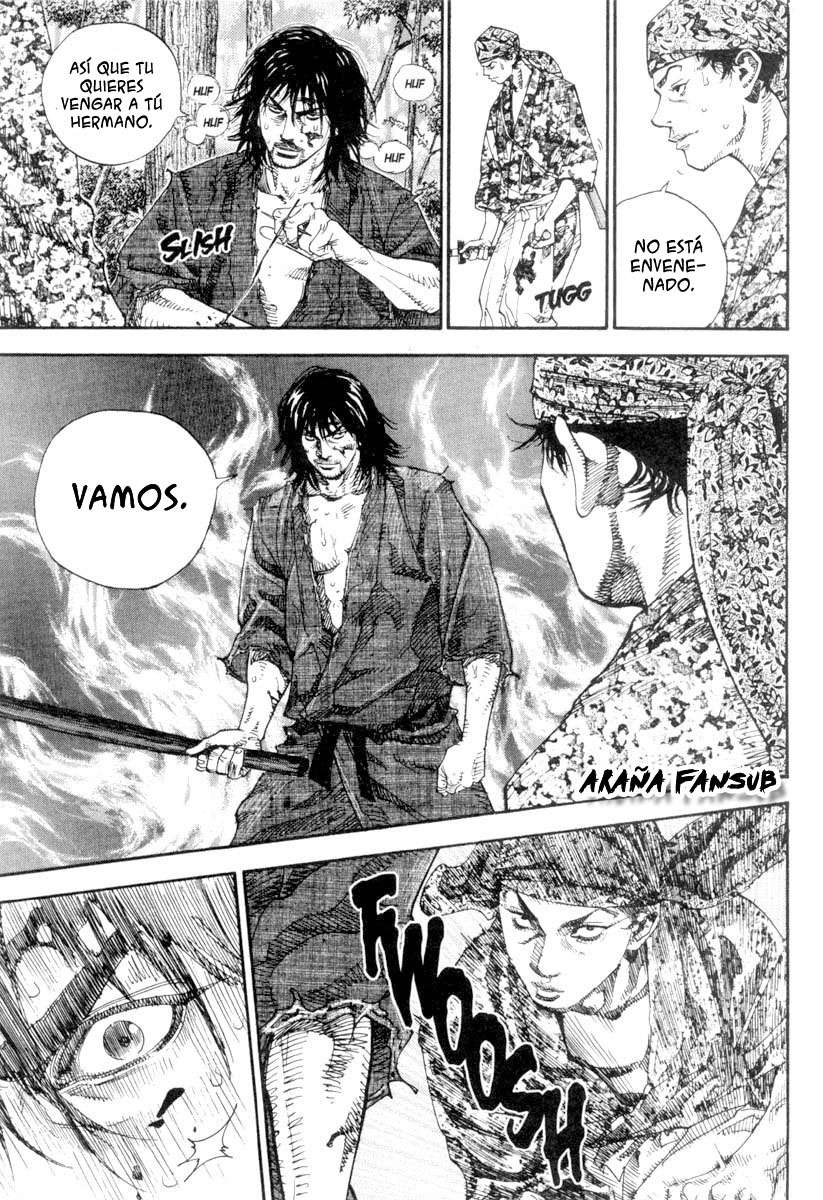 NO ESTÁ
ENVENE-
NADO.
TUGG
ASÍ QUE TU
QUIERES
VENGAR A TÚ
HERMANO.
HUF
HUF
HUF
SLISH
VAMOS.
ARAÑA FANSUB
FWOOSH